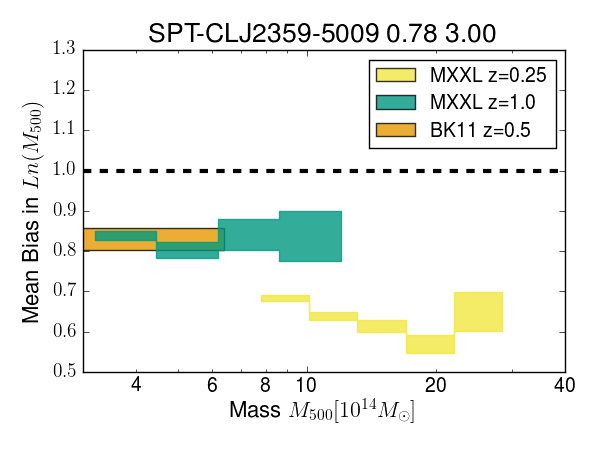 SPT-CLJ2359-5009 0.78 3.00
1.3
1.2
1.1
1.0
0.9
0.8
0.7
0.6
0.5
Mean Bias in Ln(M500)
MXXL z=0.25
MXXL z=1.0
BK11 z=0.5
4 6 8 10 20 40
Mass M500[10^14 M☉]